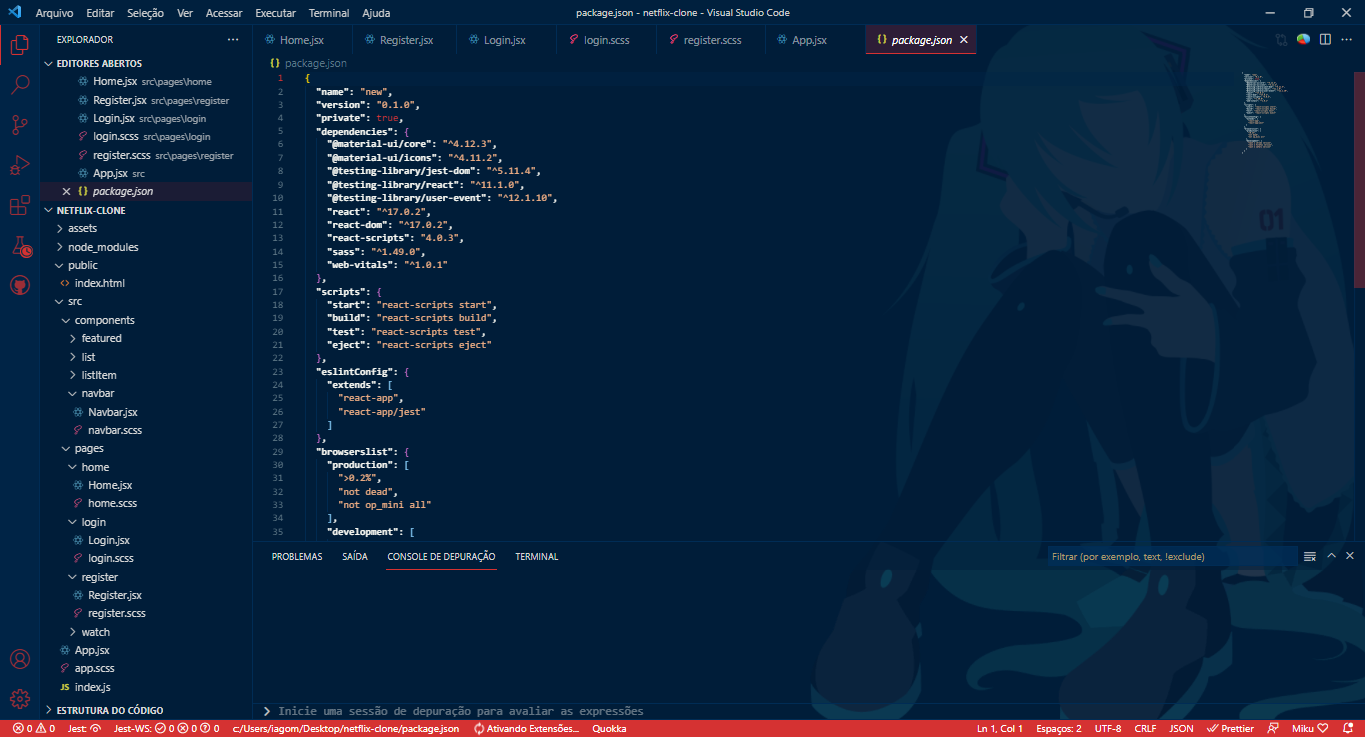 Arquivo Editar Seleção Ver Acessar Executar Terminal Ajuda package.json - netflix-clone - Visual Studio Code
EXPLORADOR
Home.jsx Register.jsx Login.jsx login.scss register.scss App.jsx {} package.json
EDITORES ABERTOS
Home.jsx src\pages\home
Register.jsx src\pages\register
Login.jsx src\pages\login
login.scss src\pages\login
register.scss src\pages\register
App.jsx src
{} package.json
NETFLIX-CLONE
assets
node_modules
public
<> index.html
src
components
featured
list
listItem
navbar
Navbar.jsx
navbar.scss
pages
home
Home.jsx
home.scss
login
Login.jsx
login.scss
register
Register.jsx
register.scss
watch
App.jsx
app.scss
JS index.js
ESTRUTURA DO CÓDIGO
{} package.json
1 {
2 "name": "new",
3 "version": "0.1.0",
4 "private": true,
5 "dependencies": {
6 "@material-ui/core": "^4.12.3",
7 "@material-ui/icons": "^4.11.2",
8 "@testing-library/jest-dom": "^5.11.4",
9 "@testing-library/react": "^11.1.0",
10 "@testing-library/user-event": "^12.1.10",
11 "react": "^17.0.2",
12 "react-dom": "^17.0.2",
13 "react-scripts": "4.0.3",
14 "sass": "^1.49.0",
15 "web-vitals": "^1.0.1"
16 },
17 "scripts": {
18 "start": "react-scripts start",
19 "build": "react-scripts build",
20 "test": "react-scripts test",
21 "eject": "react-scripts eject"
22 },
23 "eslintConfig": {
24 "extends": [
25 "react-app",
26 "react-app/jest"
27 ]
28 },
29 "browserslist": {
30 "production": [
31 ">0.2%",
32 "not dead",
33 "not op_mini all"
34 ],
35 "development": [
01
PROBLEMAS SAÍDA CONSOLE DE DEPURAÇÃO TERMINAL Filtrar (por exemplo, text, !exclude)
Inicie uma sessão de depuração para avaliar as expressões
0 0 Jest: Jest-WS: 0 0 0 c:/Users/iagom/Desktop/netflix-clone/package.json Ativando Extensões... Quokka Ln 1, Col 1 Espaços: 2 UTF-8 CRLF JSON Prettier Miku